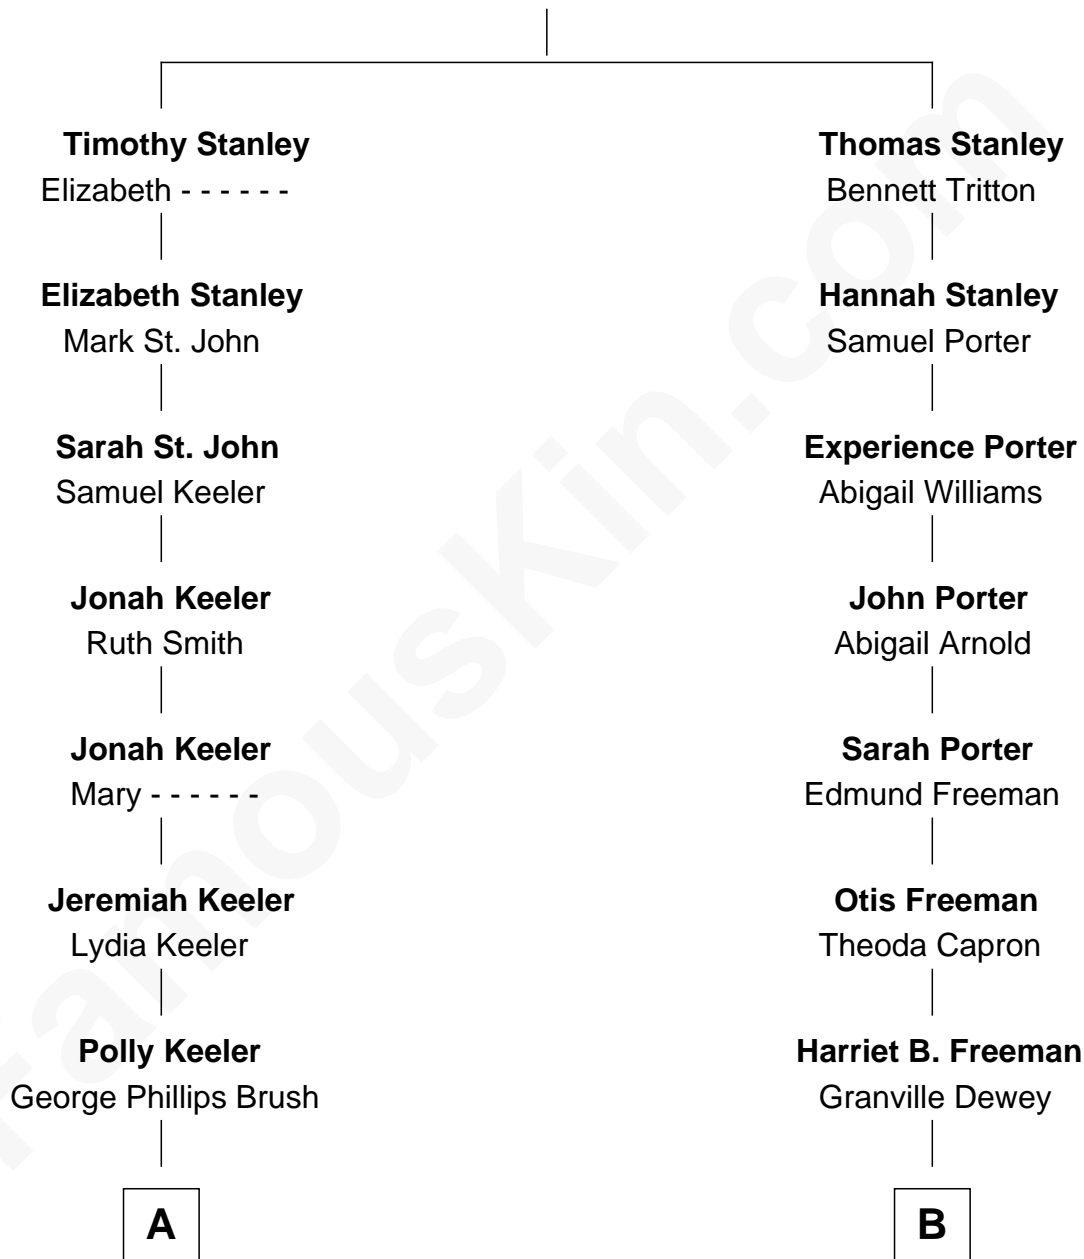 Timothy Stanley
Elizabeth - - - - - -
Elizabeth Stanley
Mark St. John
Sarah St. John
Samuel Keeler
Jonah Keeler
Ruth Smith
Jonah Keeler
Mary - - - - - -
Jeremiah Keeler
Lydia Keeler
Polly Keeler
George Phillips Brush
A
Thomas Stanley
Bennett Tritton
Hannah Stanley
Samuel Porter
Experience Porter
Abigail Williams
John Porter
Abigail Arnold
Sarah Porter
Edmund Freeman
Otis Freeman
Theoda Capron
Harriet B. Freeman
Granville Dewey
B
FamousKin.com